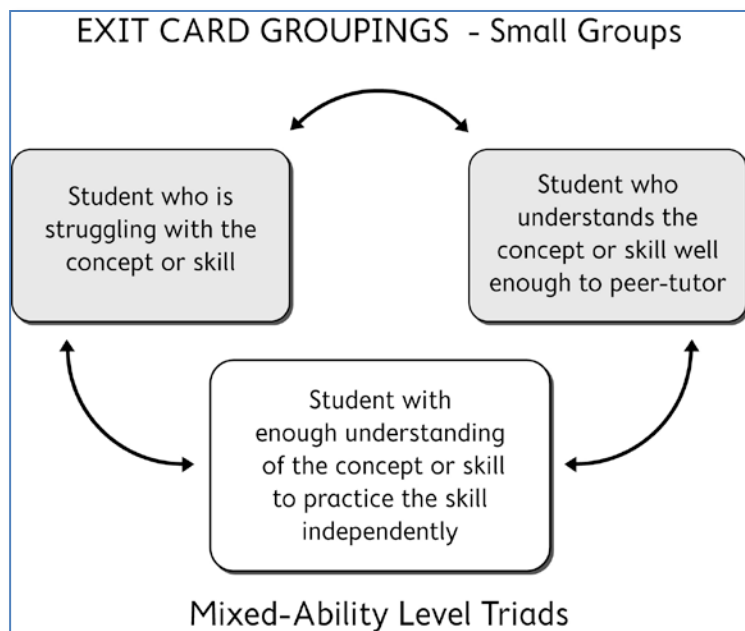 EXIT CARD GROUPINGS - Small Groups
Student who is
struggling with the
concept or skill
Student who
understands the
concept or skill well
enough to peer-tutor
Student with
enough understanding
of the concept or skill
to practice the skill
independently
Mixed-Ability Level Triads